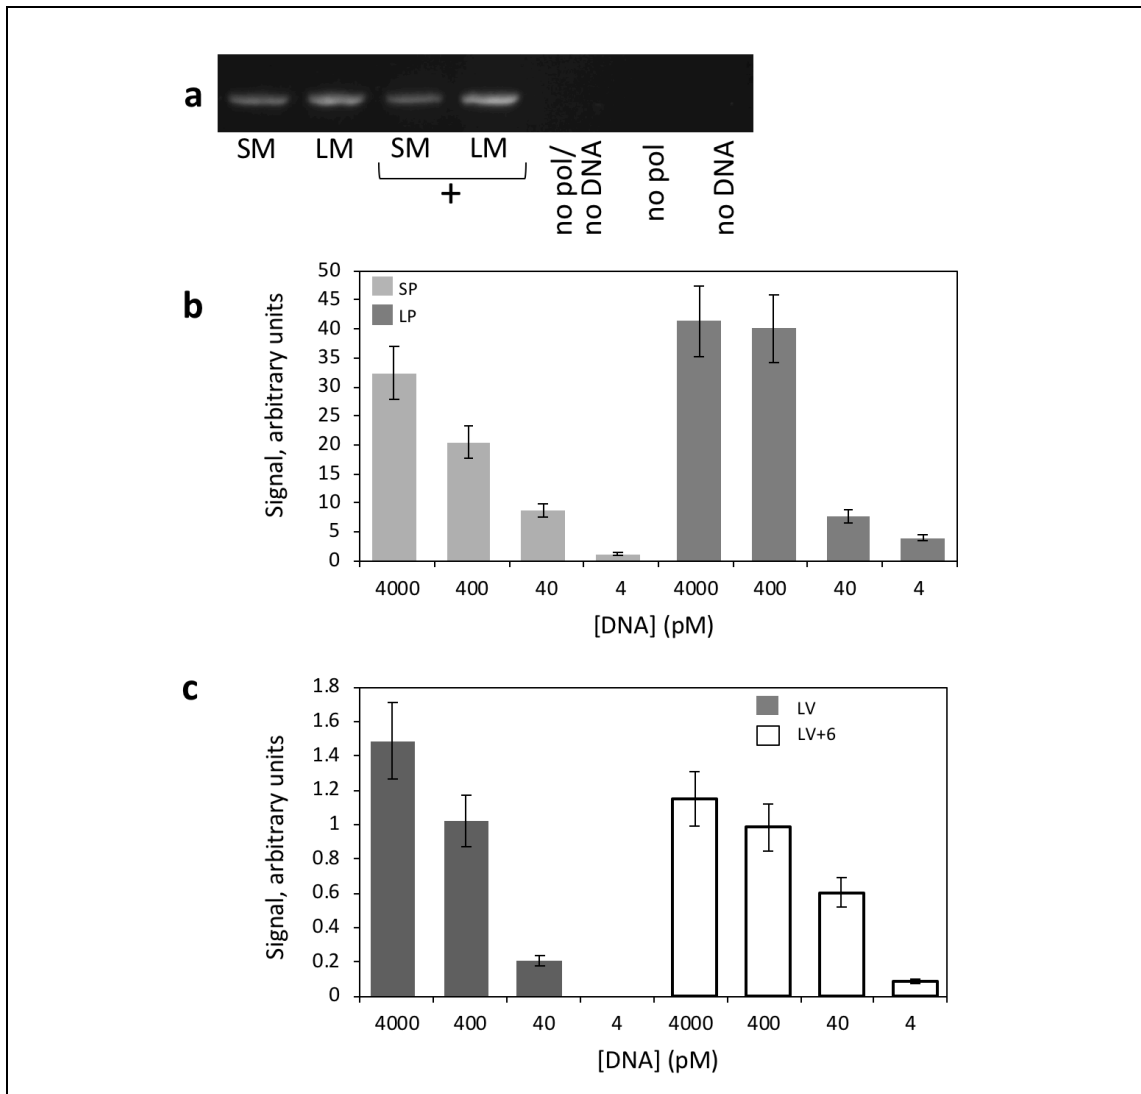 a
SM LM SM LM
+
no pol/
no DNA
no pol
no DNA
b
Signal, arbitrary units
50
45
40
35
30
25
20
15
10
5
0
SP
LP
4000 400 40 4 4000 400 40 4
[DNA] (pM)
c
Signal, arbitrary units
1.8
1.6
1.4
1.2
1
0.8
0.6
0.4
0.2
0
LV
LV+6
4000 400 40 4 4000 400 40 4
[DNA] (pM)